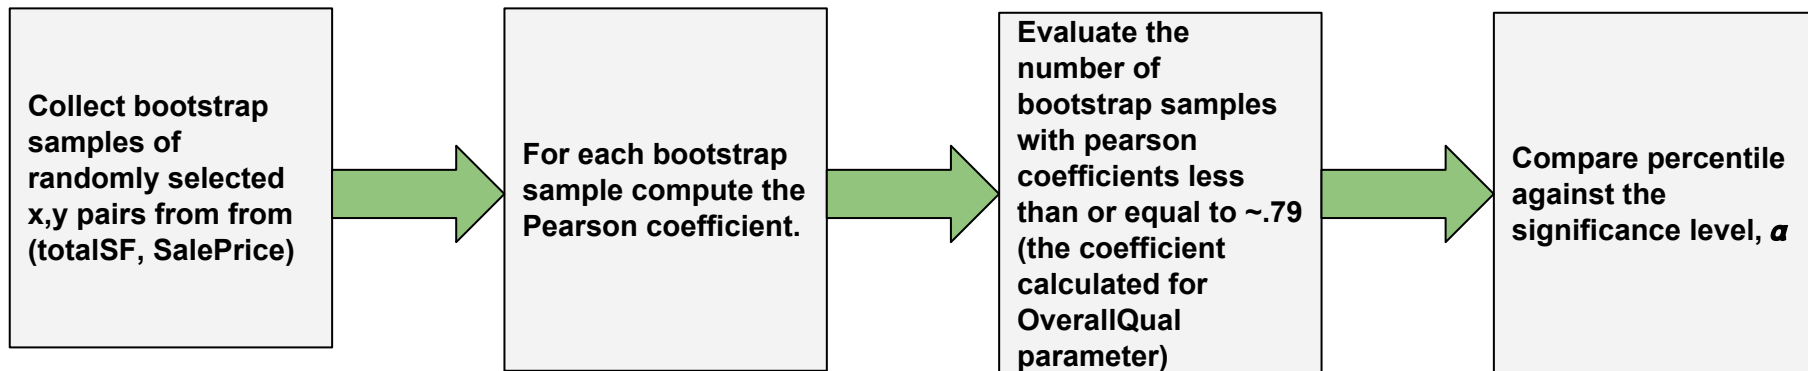 Collect bootstrap
samples of
randomly selected
x,y pairs from from
(totalSF, SalePrice)
For each bootstrap
sample compute the
Pearson coefficient.
Evaluate the
number of
bootstrap samples
with pearson
coefficients less
than or equal to ~.79
(the coefficient
calculated for
OverallQual
parameter)
Compare percentile
against the
significance level, α